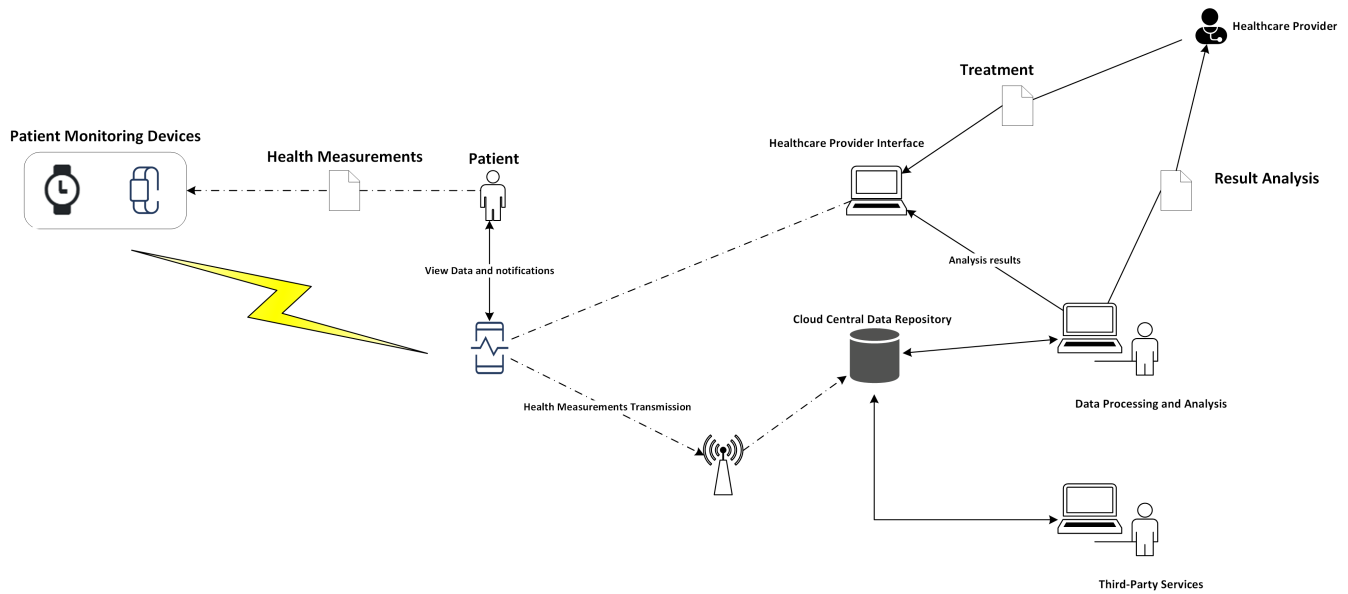 Healthcare Provider
Treatment
Patient Monitoring Devices
Healthcare Provider Interface
Health Measurements
Patient
Result Analysis
Analysis results
View Data and notifications
Cloud Central Data Repository
Health Measurements Transmission
Data Processing and Analysis
Third-Party Services